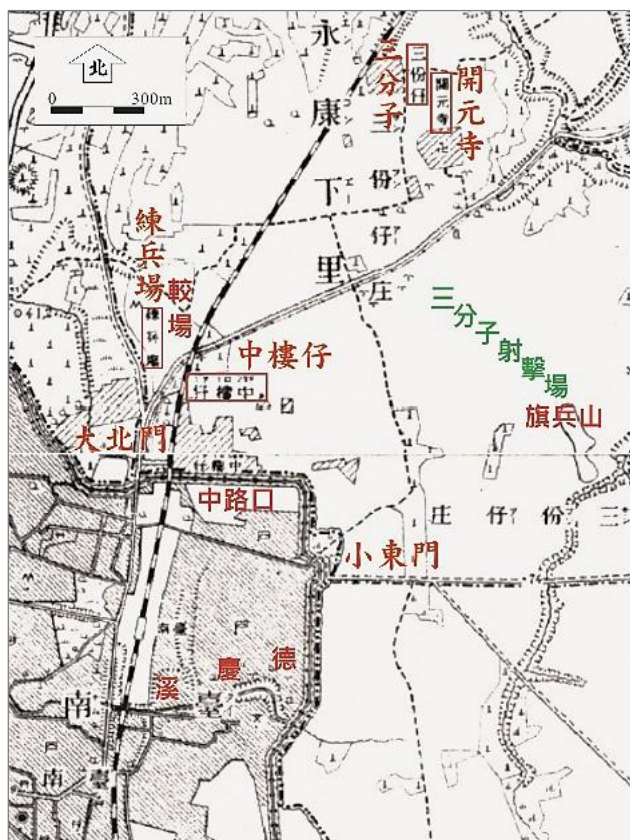 北
0 300m
永康下里
三份仔庄
三分子
三份仔
開元寺
開元寺
練兵場
較場
練兵場
三分子射擊場
旗兵山
中樓仔
仔樓中
大北門
仔樓中
中路口
庄仔份三
小東門
德慶溪
南臺
南臺